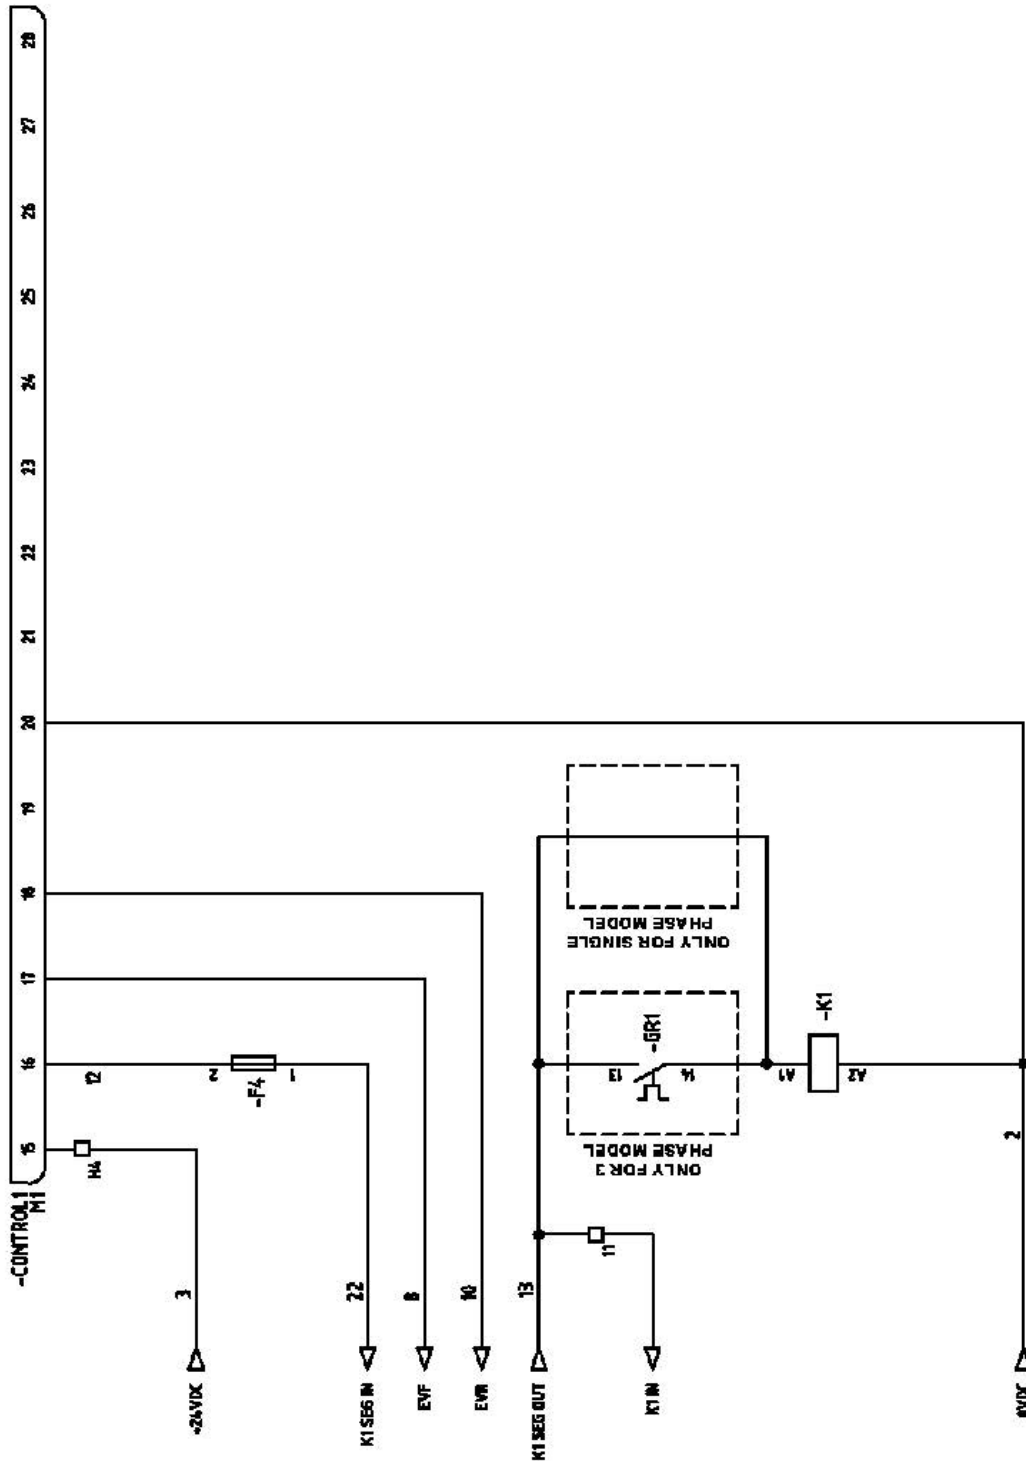 -CONTROL1
M1
15
16
17
18
19
20
21
22
23
24
25
26
27
28
H4
12
2
1
-F4
3
22
8
10
13
11
2
+24VDC
K1 SEG IN
EVF
EVR
K1 SEG OUT
K1 IN
0VDC
ONLY FOR 3
PHASE MODEL
13
14
-GR1
ONLY FOR SINGLE
PHASE MODEL
A1
A2
-K1